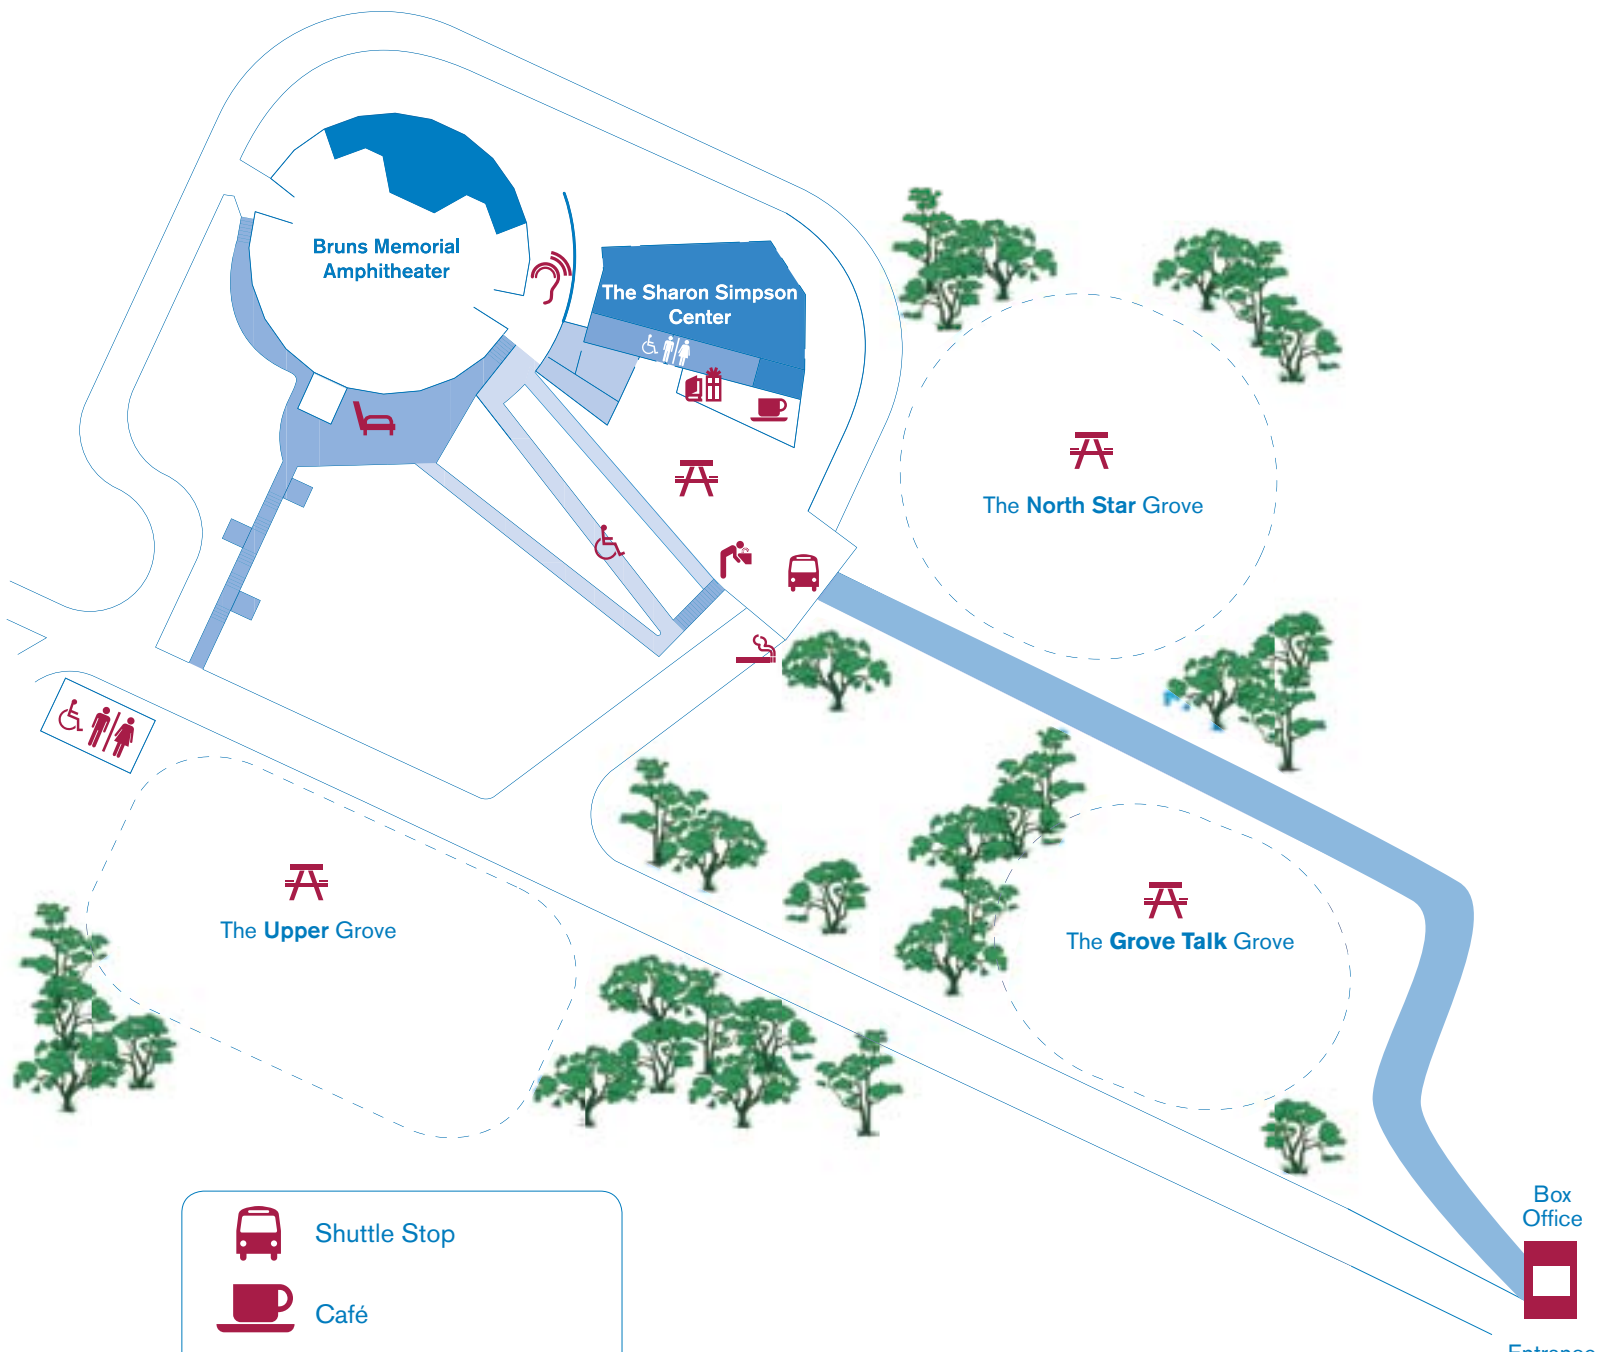 Bruns Memorial
Amphitheater
The Sharon Simpson
Center
The North Star Grove
The Upper Grove
The Grove Talk Grove
Box
Office
Shuttle Stop
Café
Entrance